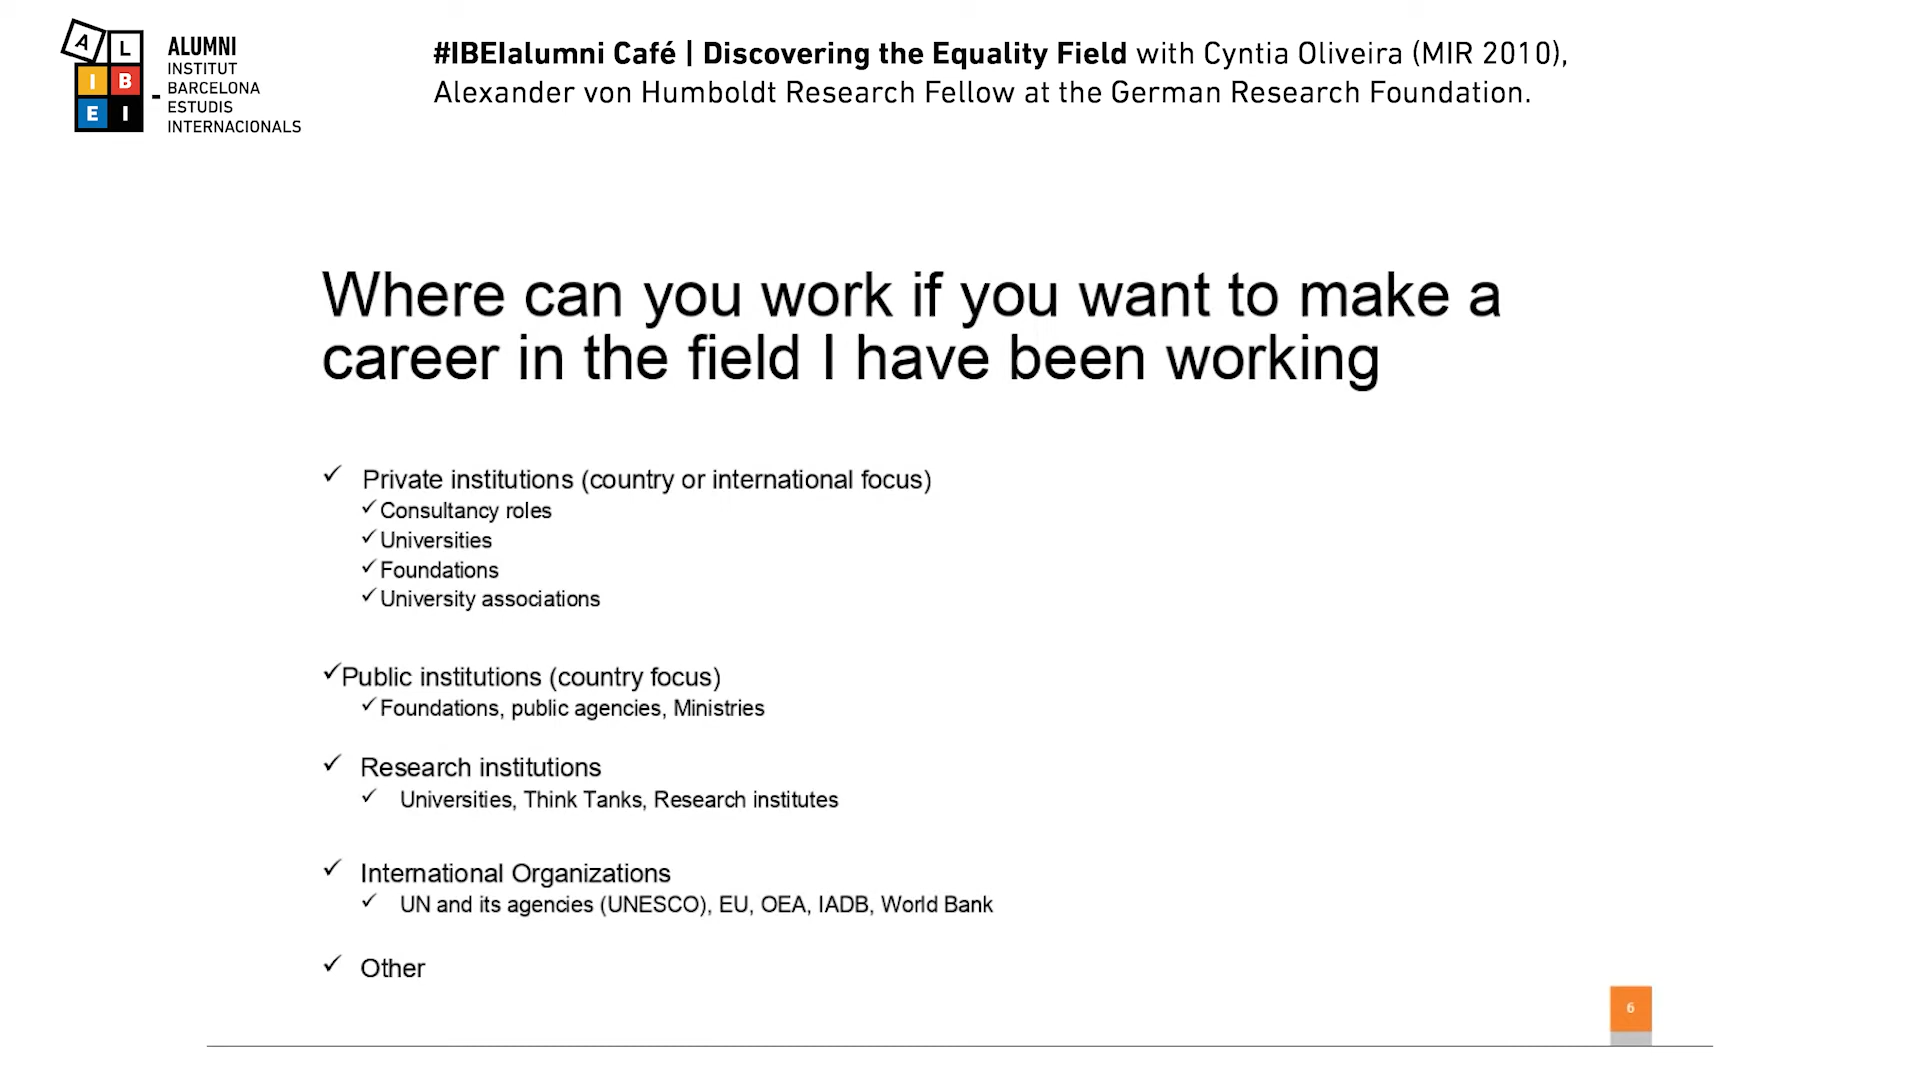 A L
I B
E I
ALUMNI
INSTITUT
BARCELONA
ESTUDIS
INTERNACIONALS
#IBEIalumni Café | Discovering the Equality Field with Cyntia Oliveira (MIR 2010),
Alexander von Humboldt Research Fellow at the German Research Foundation.
Where can you work if you want to make a
career in the field I have been working
✓ Private institutions (country or international focus)
✓ Consultancy roles
✓ Universities
✓ Foundations
✓ University associations
✓ Public institutions (country focus)
✓ Foundations, public agencies, Ministries
✓ Research institutions
✓ Universities, Think Tanks, Research institutes
✓ International Organizations
✓ UN and its agencies (UNESCO), EU, OEA, IADB, World Bank
✓ Other
6